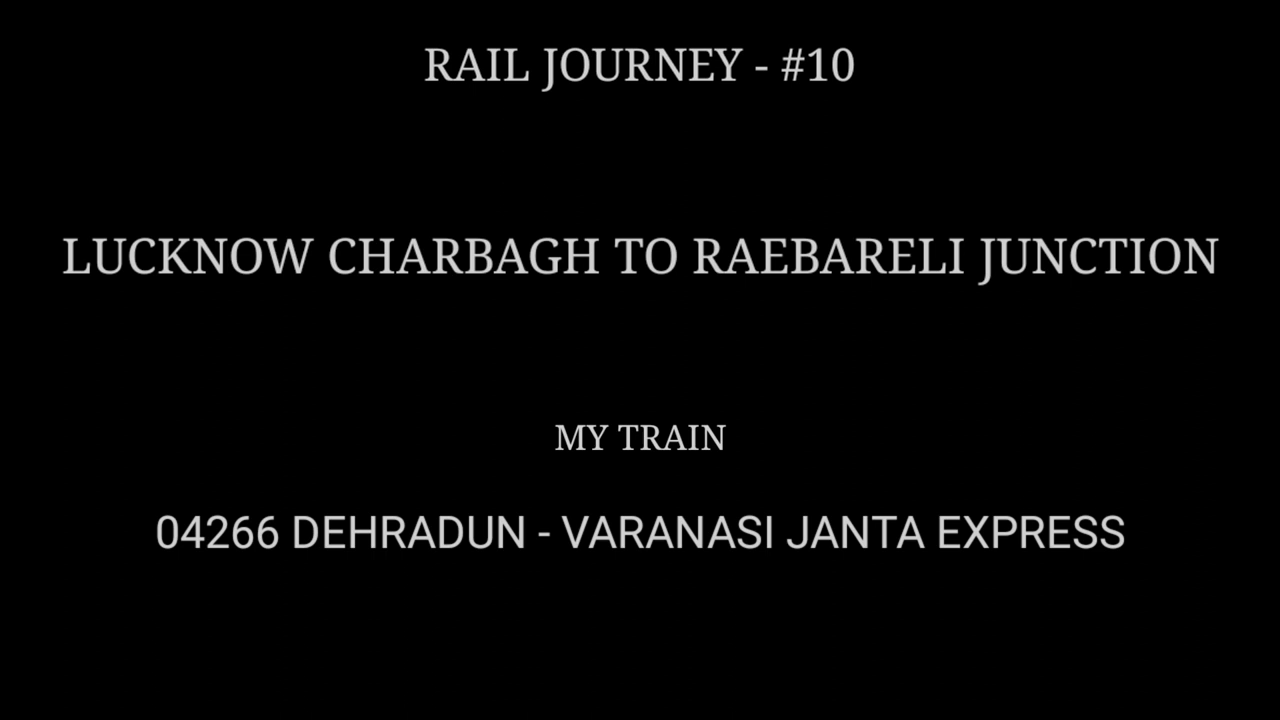 RAIL JOURNEY - #10
LUCKNOW CHARBAGH TO RAEBARELI JUNCTION
MY TRAIN
04266 DEHRADUN - VARANASI JANTA EXPRESS